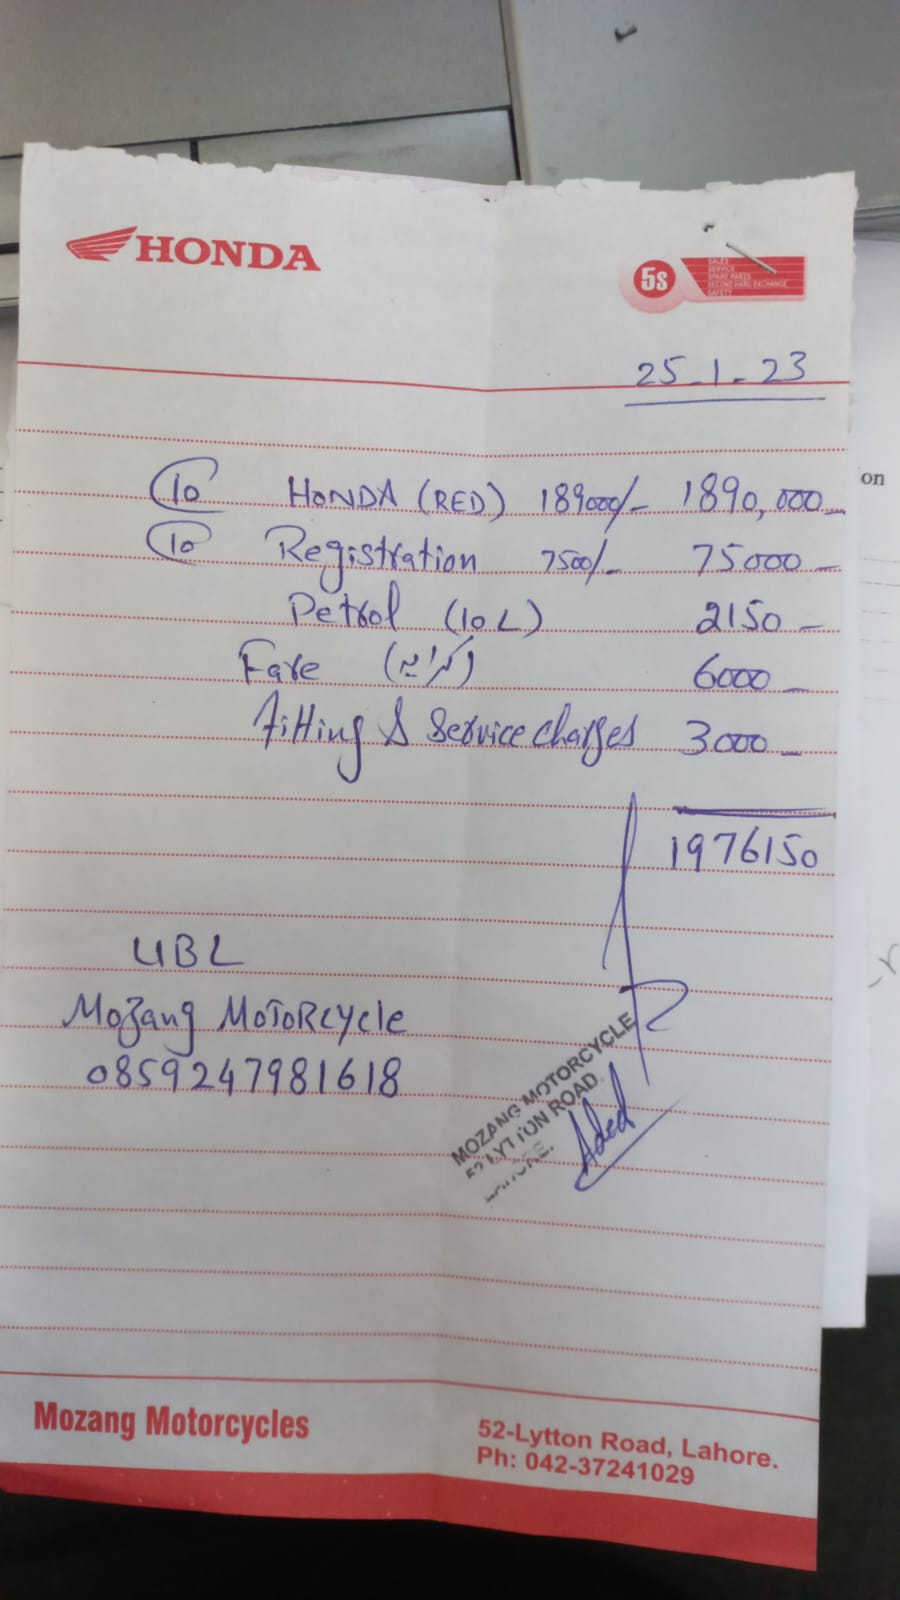 HONDA
5s
SALES
SERVICE
SPARE PARTS
SECOND HAND EXCHANGE
SAFETY
25-1-23
on
10 HONDA (RED) 189000/- 1890,000-
10 Registration 7500/- 75000-
Petrol (10L) 2150-
Fare (کرایہ) 6000-
Fitting & Service Charges 3000-
1976150
UBL
Mozang Motorcycle
0859247981618
MOZANG MOTORCYCLE
52 LYTTON ROAD
LAHORE.
Mozang Motorcycles
52-Lytton Road, Lahore.
Ph: 042-37241029